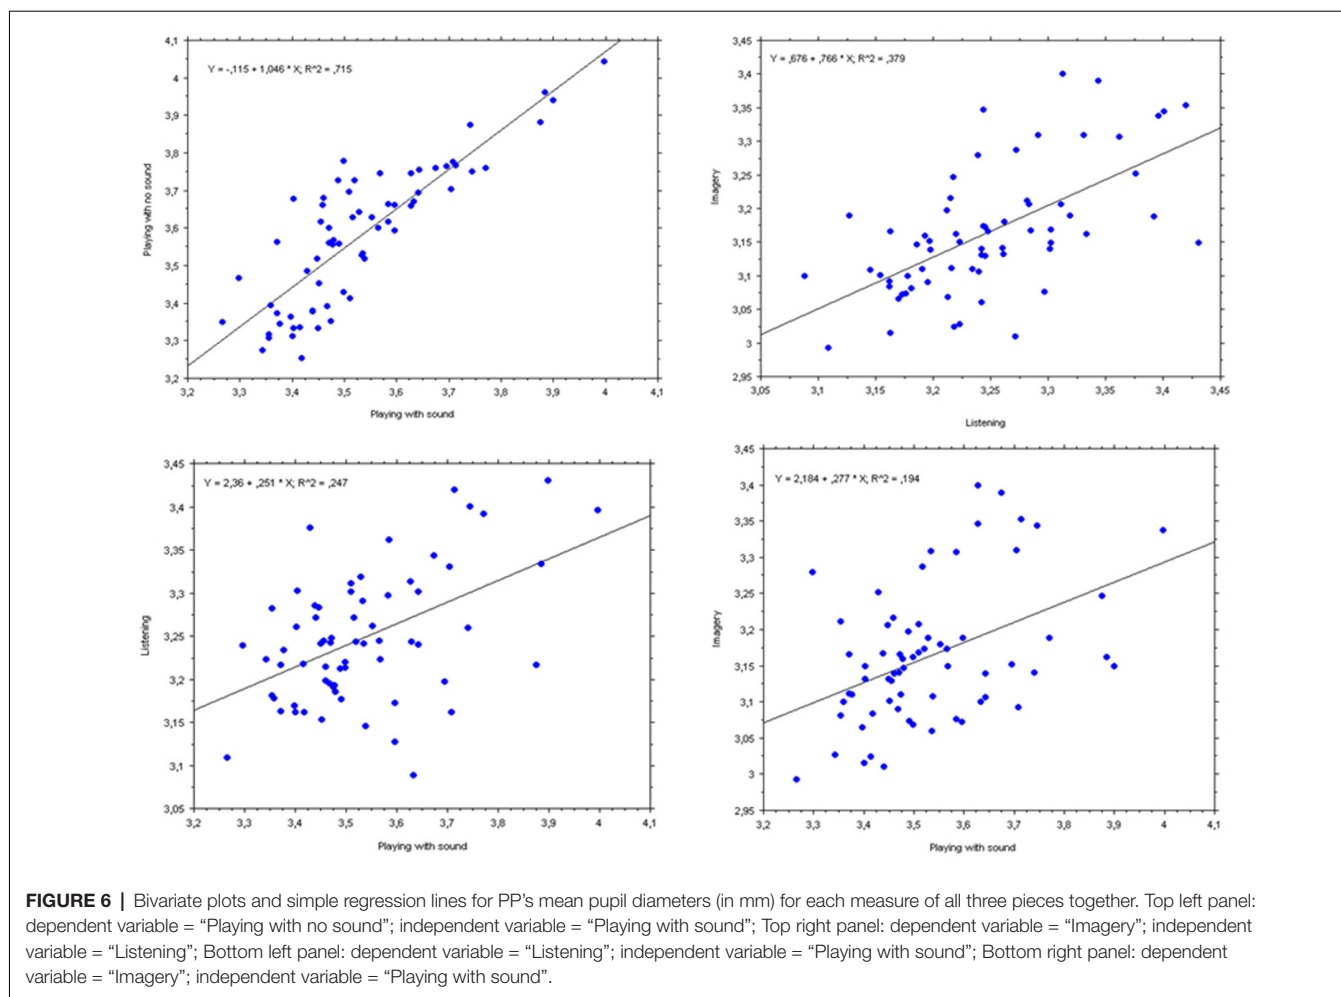 4,1
4
3,9
3,8
3,7
3,6
3,5
3,4
3,3
3,2
Playing with no sound
Y = -,115 + 1,046 * X; R^2 = ,715
3,2 3,3 3,4 3,5 3,6 3,7 3,8 3,9 4 4,1
Playing with sound
3,45
3,4
3,35
3,3
3,25
3,2
3,15
3,1
3,05
3
2,95
Imagery
Y = ,676 + ,766 * X; R^2 = ,379
3,05 3,1 3,15 3,2 3,25 3,3 3,35 3,4 3,45
Listening
3,45
3,4
3,35
3,3
3,25
3,2
3,15
3,1
3,05
Listening
Y = 2,36 + ,251 * X; R^2 = ,247
3,2 3,3 3,4 3,5 3,6 3,7 3,8 3,9 4 4,1
Playing with sound
3,45
3,4
3,35
3,3
3,25
3,2
3,15
3,1
3,05
3
2,95
Imagery
Y = 2,184 + ,277 * X; R^2 = ,194
3,2 3,3 3,4 3,5 3,6 3,7 3,8 3,9 4 4,1
Playing with sound
FIGURE 6 | Bivariate plots and simple regression lines for PP’s mean pupil diameters (in mm) for each measure of all three pieces together. Top left panel:
dependent variable = “Playing with no sound”; independent variable = “Playing with sound”; Top right panel: dependent variable = “Imagery”; independent
variable = “Listening”; Bottom left panel: dependent variable = “Listening”; independent variable = “Playing with sound”; Bottom right panel: dependent
variable = “Imagery”; independent variable = “Playing with sound”.